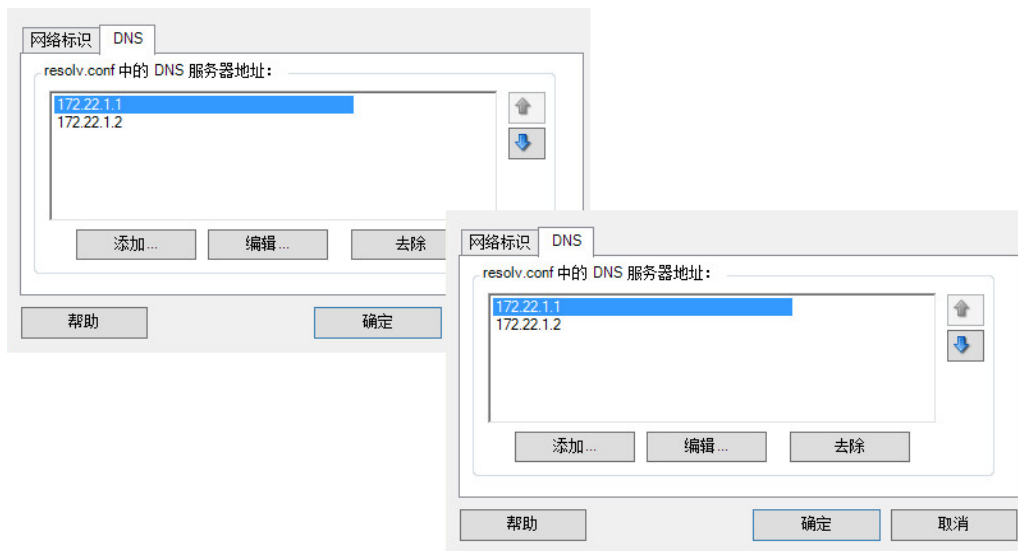 网络标识 DNS
resolv.conf 中的 DNS 服务器地址：
172.22.1.1
172.22.1.2
添加... 编辑... 去除
帮助 确定
网络标识 DNS
resolv.conf 中的 DNS 服务器地址：
172.22.1.1
172.22.1.2
添加... 编辑... 去除
帮助 确定 取消